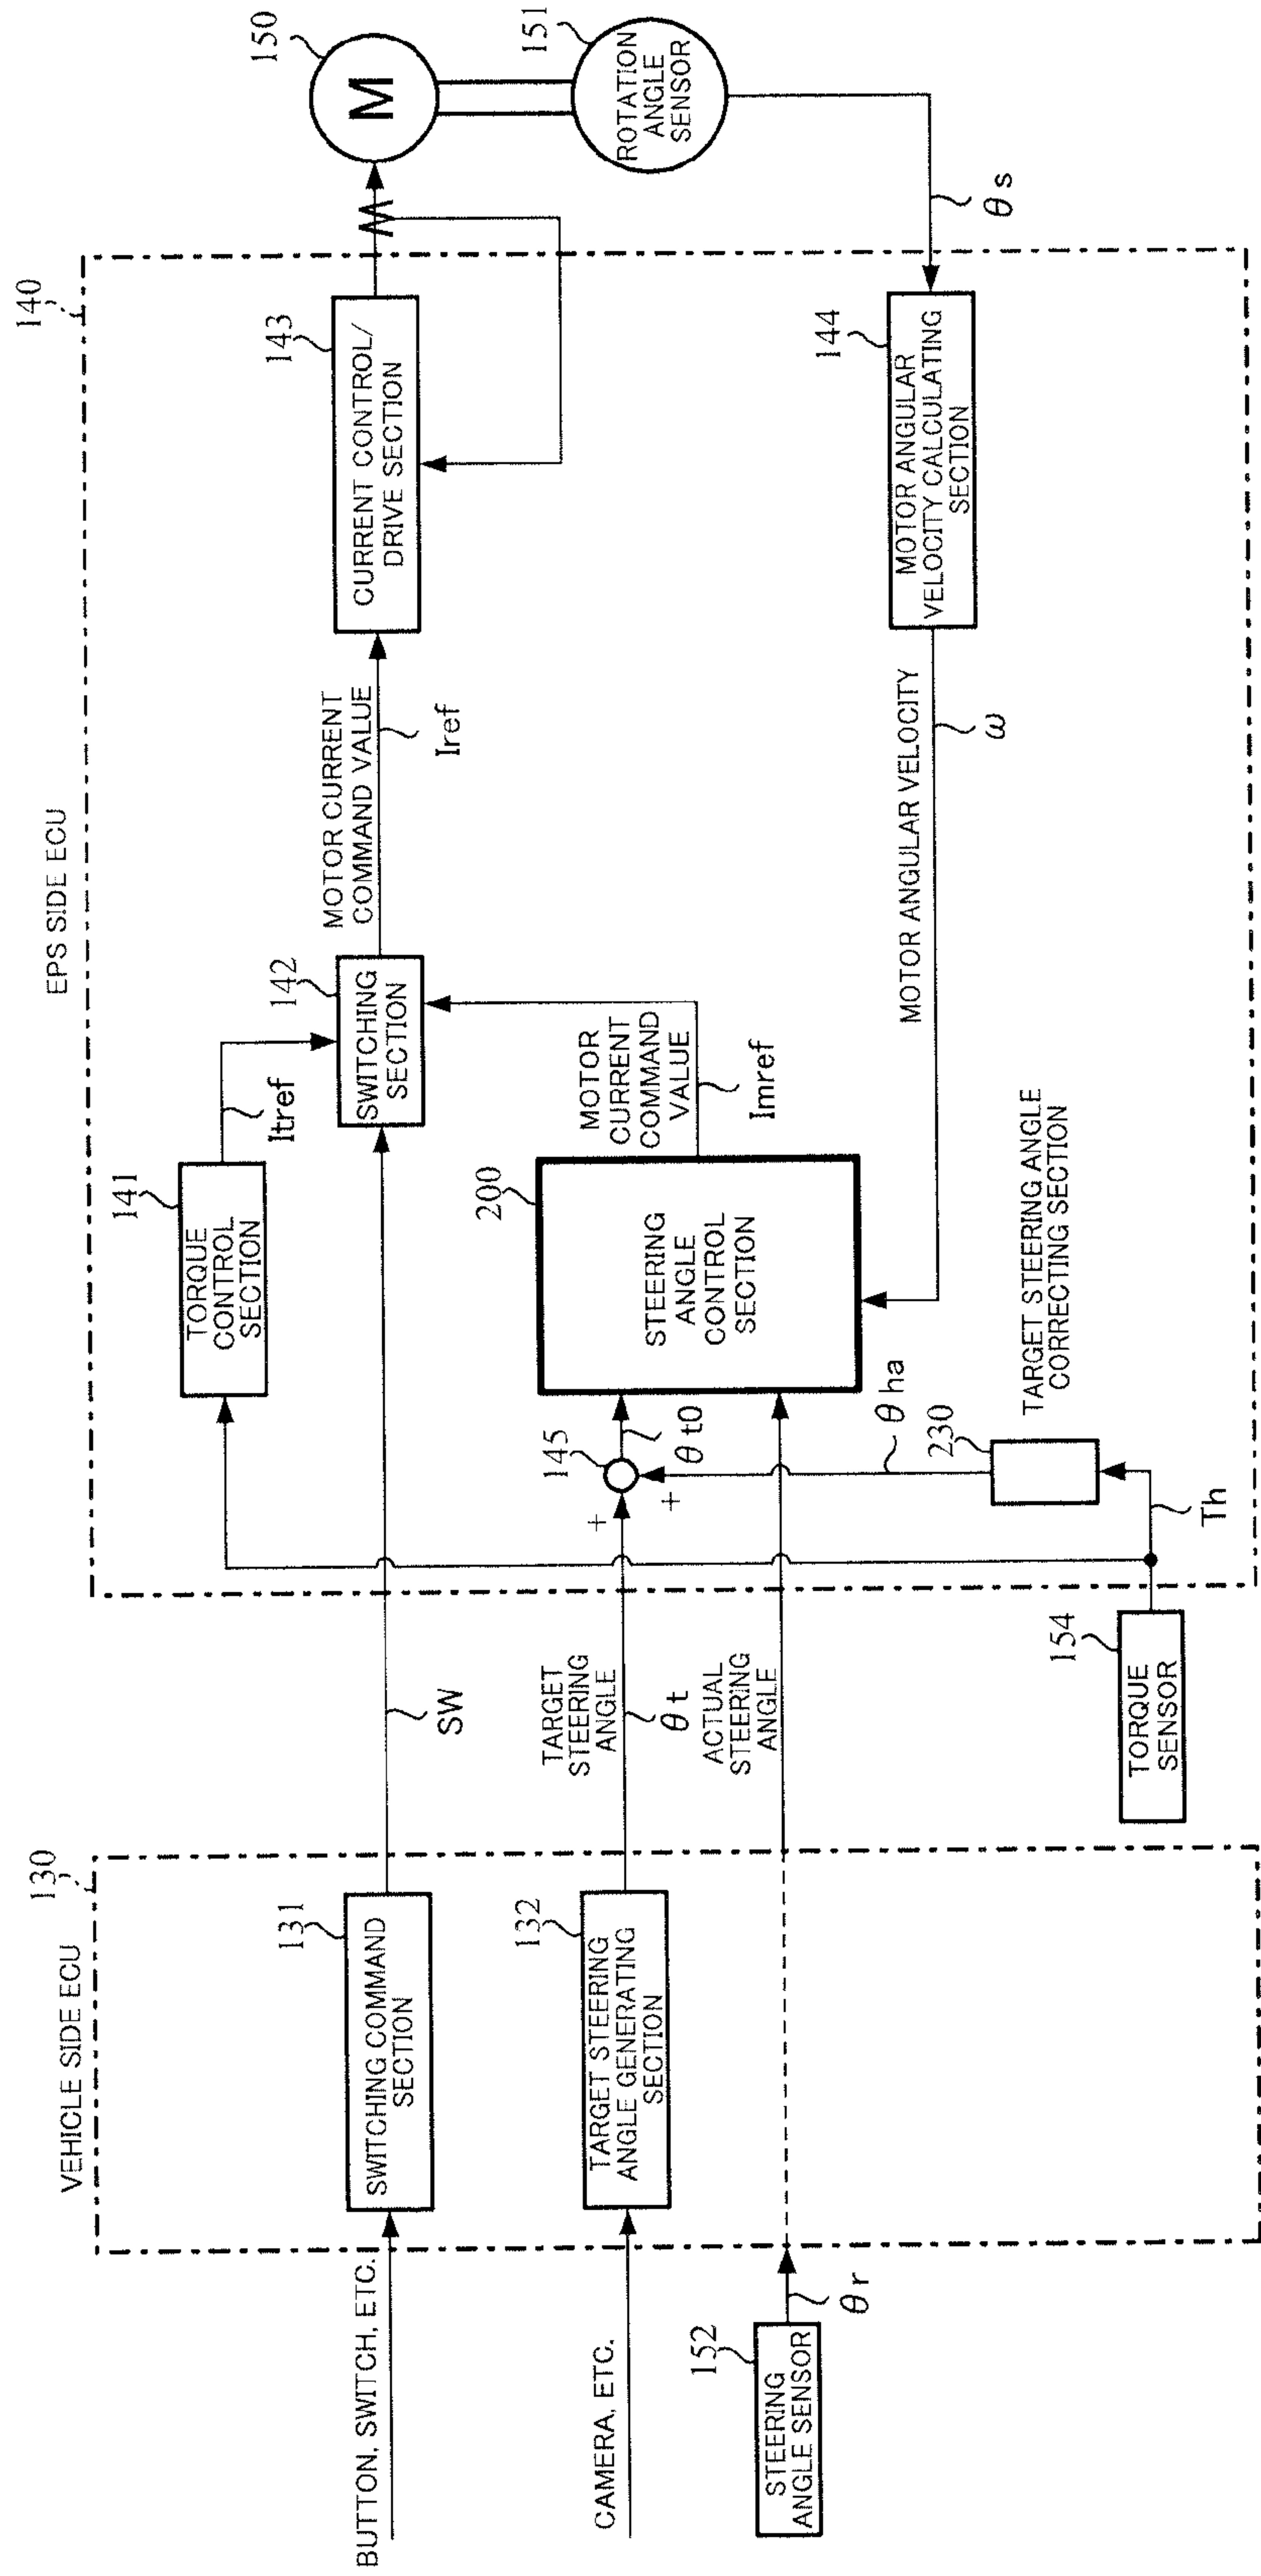 VEHICLE SIDE ECU
130
BUTTON, SWITCH, ETC.
131
SWITCHING COMMAND
SECTION
SW
CAMERA, ETC.
132
TARGET STEERING
ANGLE GENERATING
SECTION
TARGET
STEERING
ANGLE
θt
152
STEERING
ANGLE SENSOR
θr
ACTUAL
STEERING
ANGLE
154
TORQUE
SENSOR
Th
EPS SIDE ECU
140
141
TORQUE
CONTROL
SECTION
Itref
142
SWITCHING
SECTION
MOTOR CURRENT
COMMAND VALUE
Iref
143
CURRENT CONTROL/
DRIVE SECTION
150
M
151
ROTATION
ANGLE
SENSOR
θs
145
+
+
θt0
θha
230
TARGET STEERING ANGLE
CORRECTING SECTION
200
STEERING
ANGLE
CONTROL
SECTION
MOTOR
CURRENT
COMMAND
VALUE
Imref
144
MOTOR ANGULAR
VELOCITY CALCULATING
SECTION
MOTOR ANGULAR VELOCITY
ω